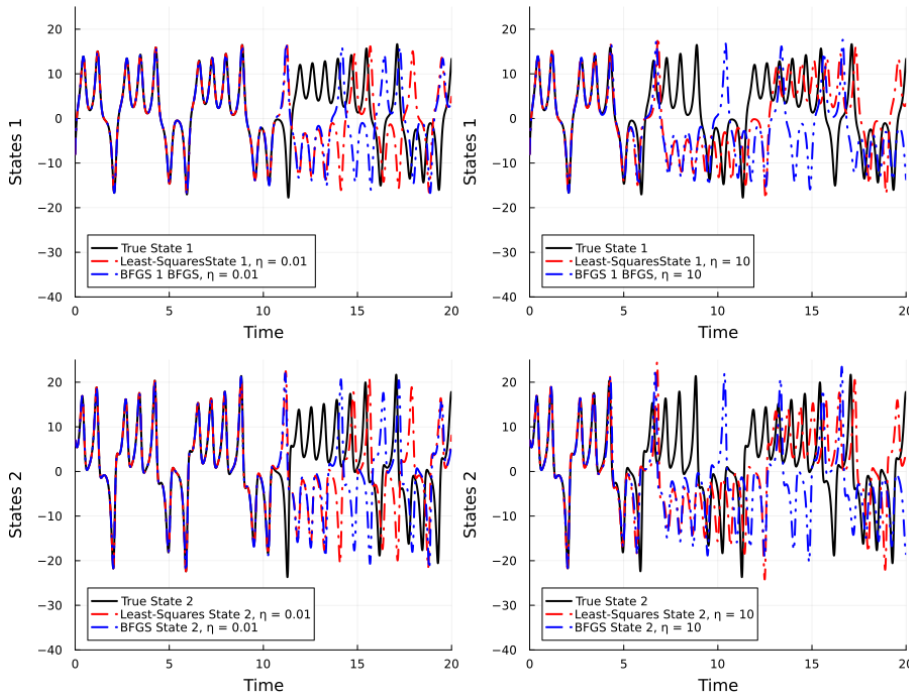 States 1
20
10
0
−10
−20
−30
−40
True State 1
Least-SquaresState 1, η = 0.01
BFGS 1 BFGS, η = 0.01
0
5
10
15
20
Time
States 1
20
10
0
−10
−20
−30
−40
True State 1
Least-SquaresState 1, η = 10
BFGS 1 BFGS, η = 10
0
5
10
15
20
Time
States 2
20
10
0
−10
−20
−30
−40
True State 2
Least-Squares State 2, η = 0.01
BFGS State 2, η = 0.01
0
5
10
15
20
Time
States 2
20
10
0
−10
−20
−30
−40
True State 2
Least-Squares State 2, η = 10
BFGS State 2, η = 10
0
5
10
15
20
Time